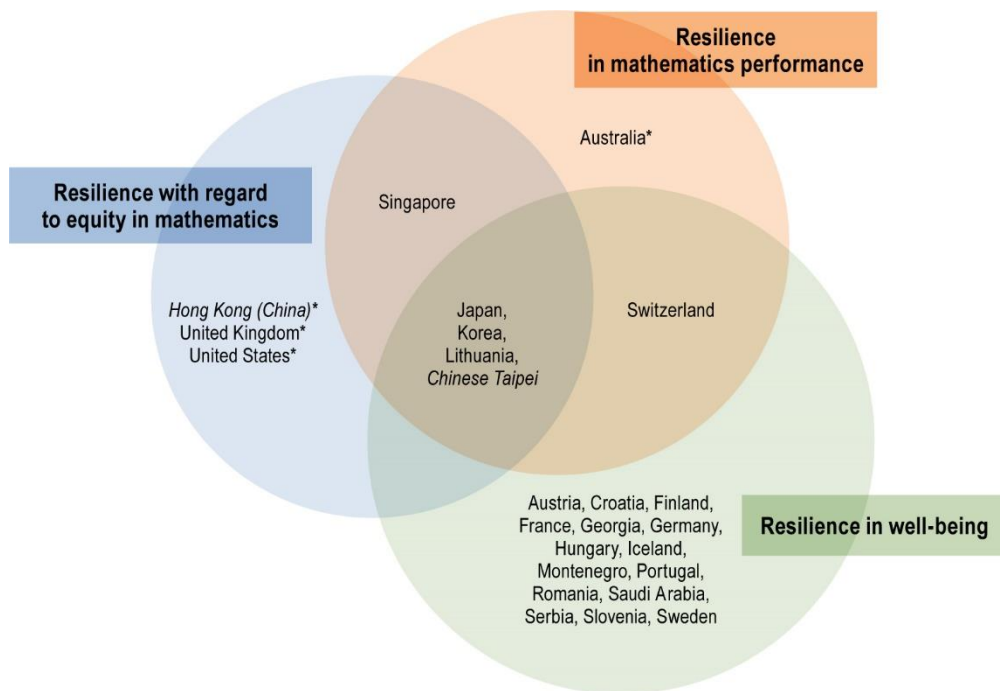 Resilience
in mathematics performance
Australia*
Resilience with regard
to equity in mathematics
Singapore
Hong Kong (China)*
United Kingdom*
United States*
Japan,
Korea,
Lithuania,
Chinese Taipei
Switzerland
Austria, Croatia, Finland,
France, Georgia, Germany,
Hungary, Iceland,
Montenegro, Portugal,
Romania, Saudi Arabia,
Serbia, Slovenia, Sweden
Resilience in well-being